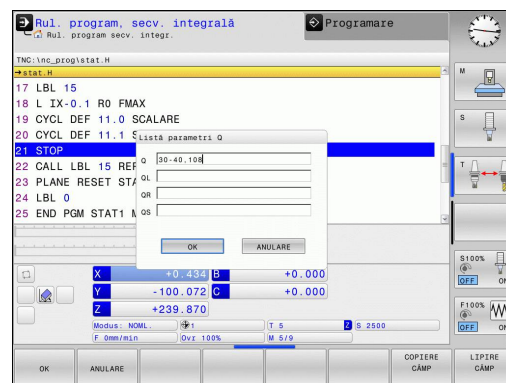 Rul. program, secv. integrală
Rul. program secv. integr.
Programare
TNC:\nc_prog\stat.H
→stat.H
17 LBL 15
18 L IX-0.1 R0 FMAX
19 CYCL DEF 11.0 SCALARE
20 CYCL DEF 11.1 S
21 STOP
22 CALL LBL 15 REP
23 PLANE RESET STA
24 LBL 0
25 END PGM STAT1 M
Listă parametri Q
Q 30-40,108
QL
QR
QS
OK ANULARE
X +0.434 B +0.000
Y -100.072 C +0.000
Z +239.870
Modus: NOML. 1 T 5 Z S 2500
F 0mm/min Ovr. 100% M 5/9
M
S
T
S100%
OFF ON
F100%
OFF ON
OK ANULARE COPIERE CÂMP LIPIRE CÂMP